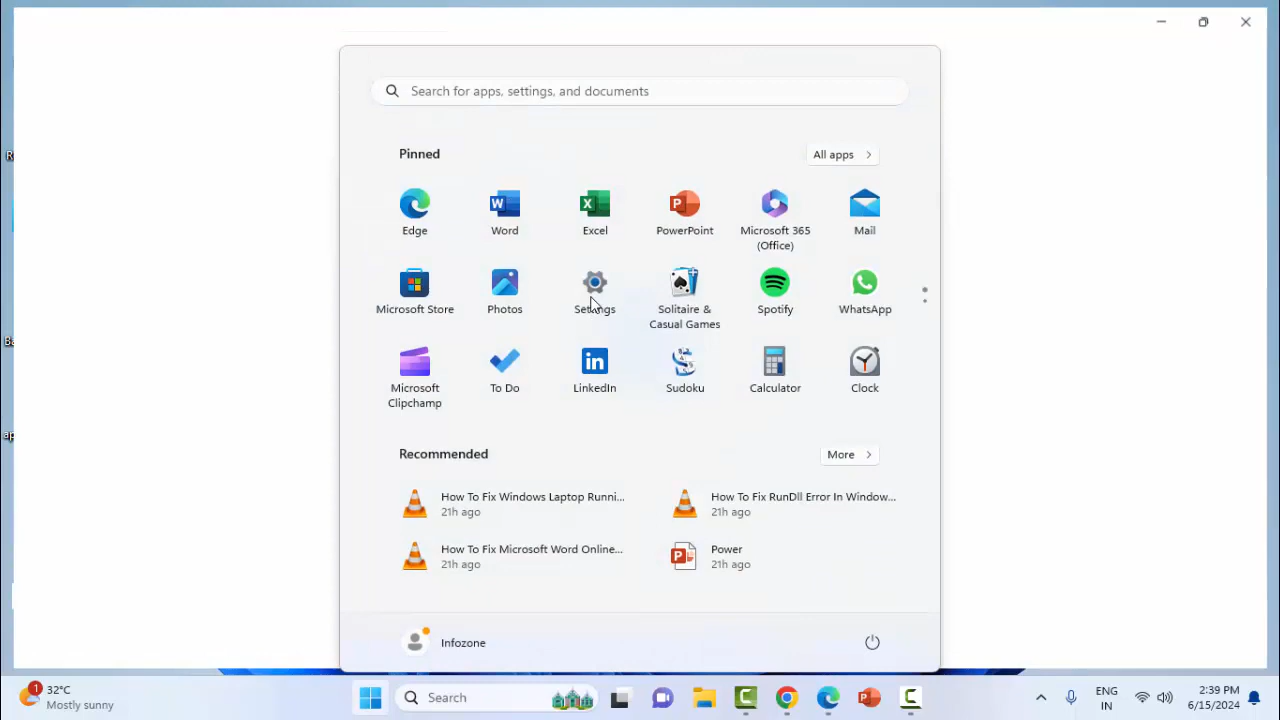 Search for apps, settings, and documents
Pinned
All apps
Edge
Word
Excel
PowerPoint
Microsoft 365
(Office)
Mail
Microsoft Store
Photos
Settings
Solitaire &
Casual Games
Spotify
WhatsApp
Microsoft
Clipchamp
To Do
LinkedIn
Sudoku
Calculator
Clock
Recommended
More
How To Fix Windows Laptop Runni...
21h ago
How To Fix RunDll Error In Window...
21h ago
How To Fix Microsoft Word Online...
21h ago
Power
21h ago
Infozone
1
32°C
Mostly sunny
Search
ENG
IN
2:39 PM
6/15/2024